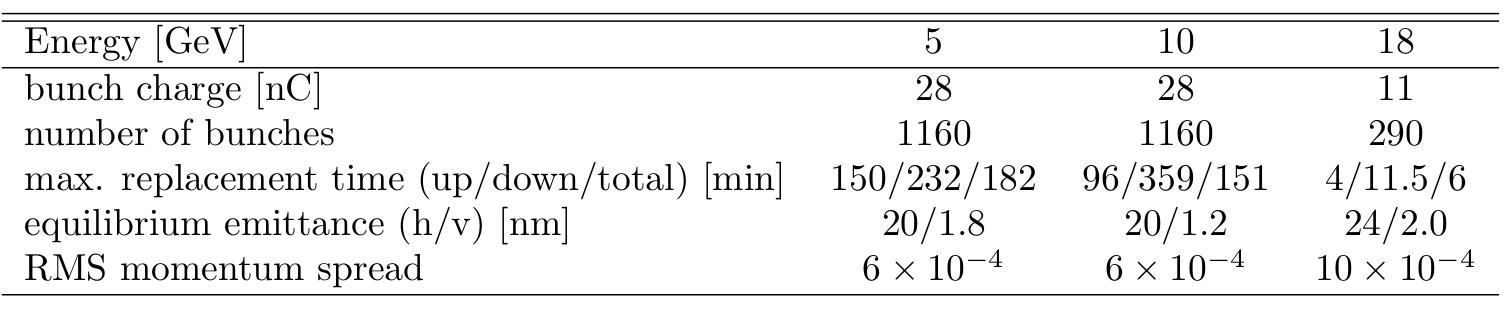 Energy [GeV] 5 10 18
bunch charge [nC] 28 28 11
number of bunches 1160 1160 290
max. replacement time (up/down/total) [min] 150/232/182 96/359/151 4/11.5/6
equilibrium emittance (h/v) [nm] 20/1.8 20/1.2 24/2.0
RMS momentum spread 6 × 10⁻⁴ 6 × 10⁻⁴ 10 × 10⁻⁴